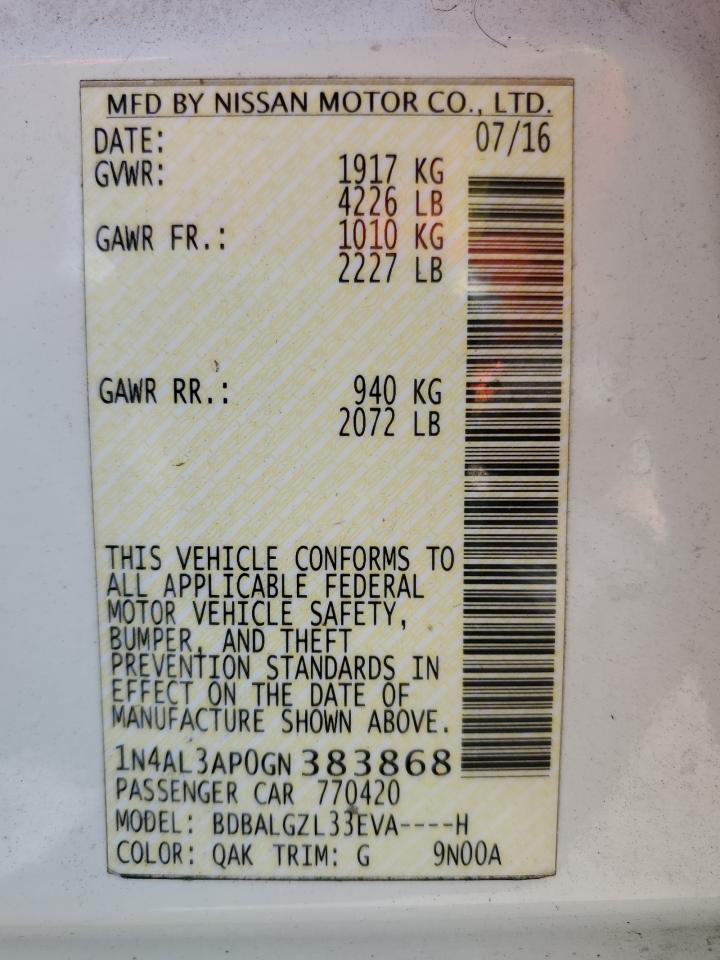 MFD BY NISSAN MOTOR CO., LTD.
DATE: 07/16
GVWR: 1917 KG
4226 LB
GAWR FR.: 1010 KG
2227 LB
GAWR RR.: 940 KG
2072 LB
THIS VEHICLE CONFORMS TO
ALL APPLICABLE FEDERAL
MOTOR VEHICLE SAFETY,
BUMPER, AND THEFT
PREVENTION STANDARDS IN
EFFECT ON THE DATE OF
MANUFACTURE SHOWN ABOVE.
1N4AL3AP0GN 383868
PASSENGER CAR 770420
MODEL: BDBALGZL33EVA----H
COLOR: QAK TRIM: G 9N00A